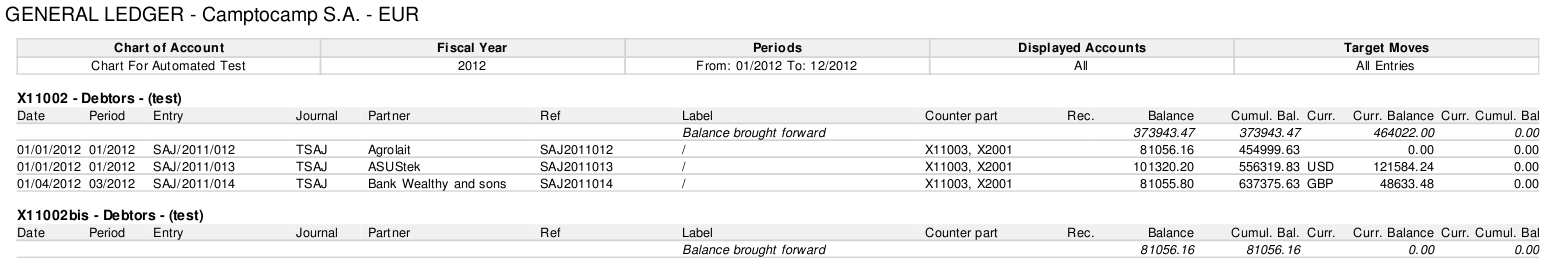 GENERAL LEDGER - Camptocamp S.A. - EUR
Chart of Account Fiscal Year Periods Displayed Accounts Target Moves
Chart For Automated Test 2012 From: 01/2012 To: 12/2012 All All Entries
X11002 - Debtors - (test)
Date Period Entry Journal Partner Ref Label Counter part Rec. Balance Cumul. Bal. Curr. Curr. Balance Curr. Cumul. Bal
Balance brought forward 373943.47 373943.47 464022.00 0.00
01/01/2012 01/2012 SAJ/2011/012 TSAJ Agrolait SAJ2011012 / X11003, X2001 81056.16 454999.63 0.00 0.00
01/01/2012 01/2012 SAJ/2011/013 TSAJ ASUStek SAJ2011013 / X11003, X2001 101320.20 556319.83 USD 121584.24 0.00
01/04/2012 03/2012 SAJ/2011/014 TSAJ Bank Wealthy and sons SAJ2011014 / X11003, X2001 81055.80 637375.63 GBP 48633.48 0.00
X11002bis - Debtors - (test)
Date Period Entry Journal Partner Ref Label Counter part Rec. Balance Cumul. Bal. Curr. Curr. Balance Curr. Cumul. Bal
Balance brought forward 81056.16 81056.16 0.00 0.00